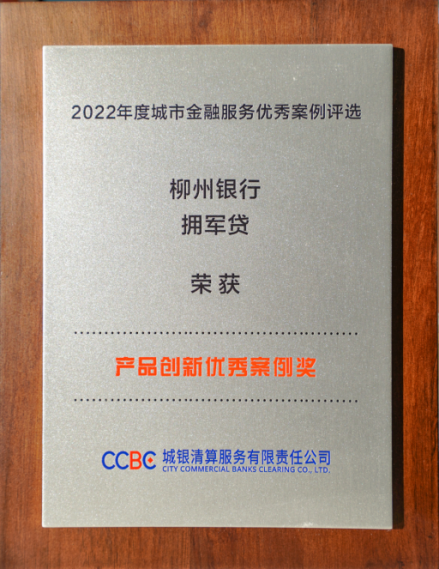 2022年度城市金融服务优秀案例评选
柳州银行
拥军贷
荣获
产品创新优秀案例奖
CCBC 城银清算服务有限责任公司
CITY COMMERCIAL BANKS CLEARING CO., LTD.